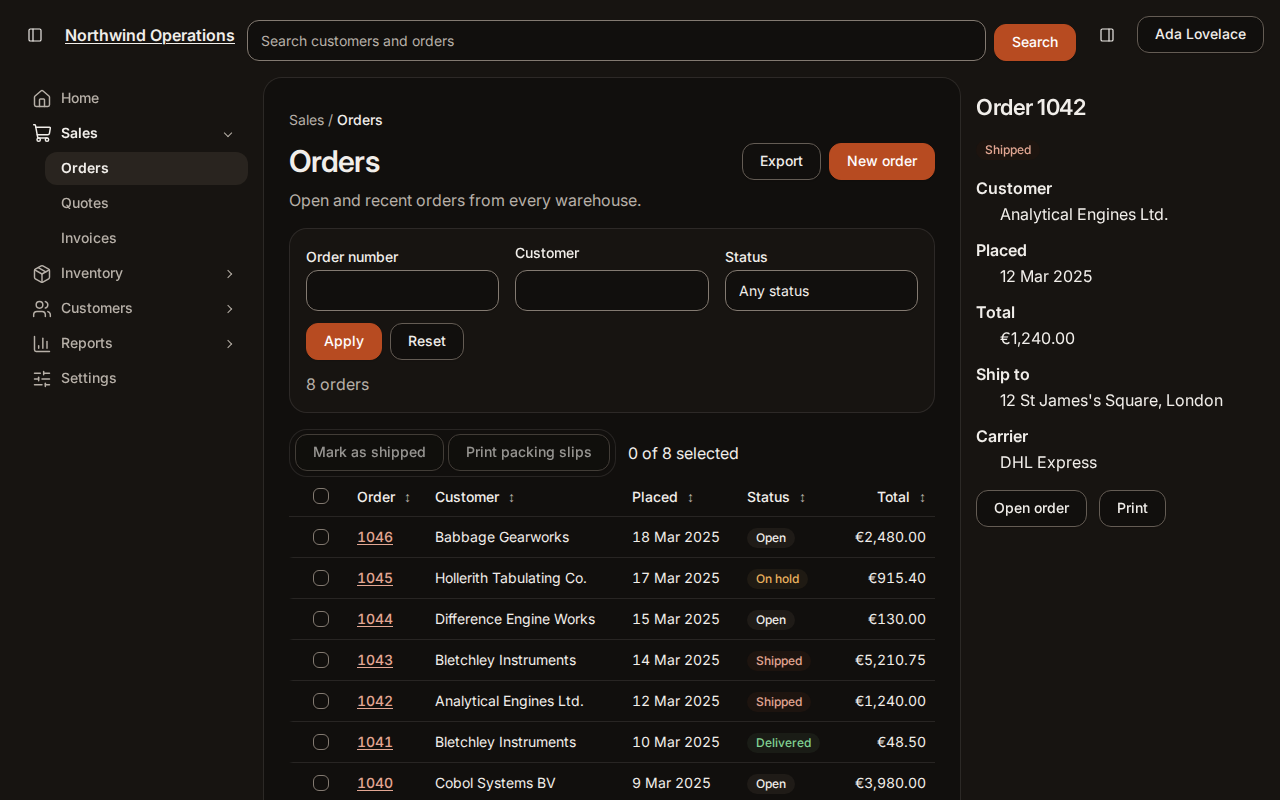 Northwind Operations
Search customers and orders
Search
Ada Lovelace
Home
Sales
Orders
Quotes
Invoices
Inventory
Customers
Reports
Settings
Sales / Orders
Orders
Export
New order
Open and recent orders from every warehouse.
Order number
Customer
Status
Any status
Apply
Reset
8 orders
Mark as shipped
Print packing slips
0 of 8 selected
Order ↕ Customer ↕ Placed ↕ Status ↕ Total ↕
1046 Babbage Gearworks 18 Mar 2025 Open €2,480.00
1045 Hollerith Tabulating Co. 17 Mar 2025 On hold €915.40
1044 Difference Engine Works 15 Mar 2025 Open €130.00
1043 Bletchley Instruments 14 Mar 2025 Shipped €5,210.75
1042 Analytical Engines Ltd. 12 Mar 2025 Shipped €1,240.00
1041 Bletchley Instruments 10 Mar 2025 Delivered €48.50
1040 Cobol Systems BV 9 Mar 2025 Open €3,980.00
Order 1042
Shipped
Customer
Analytical Engines Ltd.
Placed
12 Mar 2025
Total
€1,240.00
Ship to
12 St James's Square, London
Carrier
DHL Express
Open order
Print